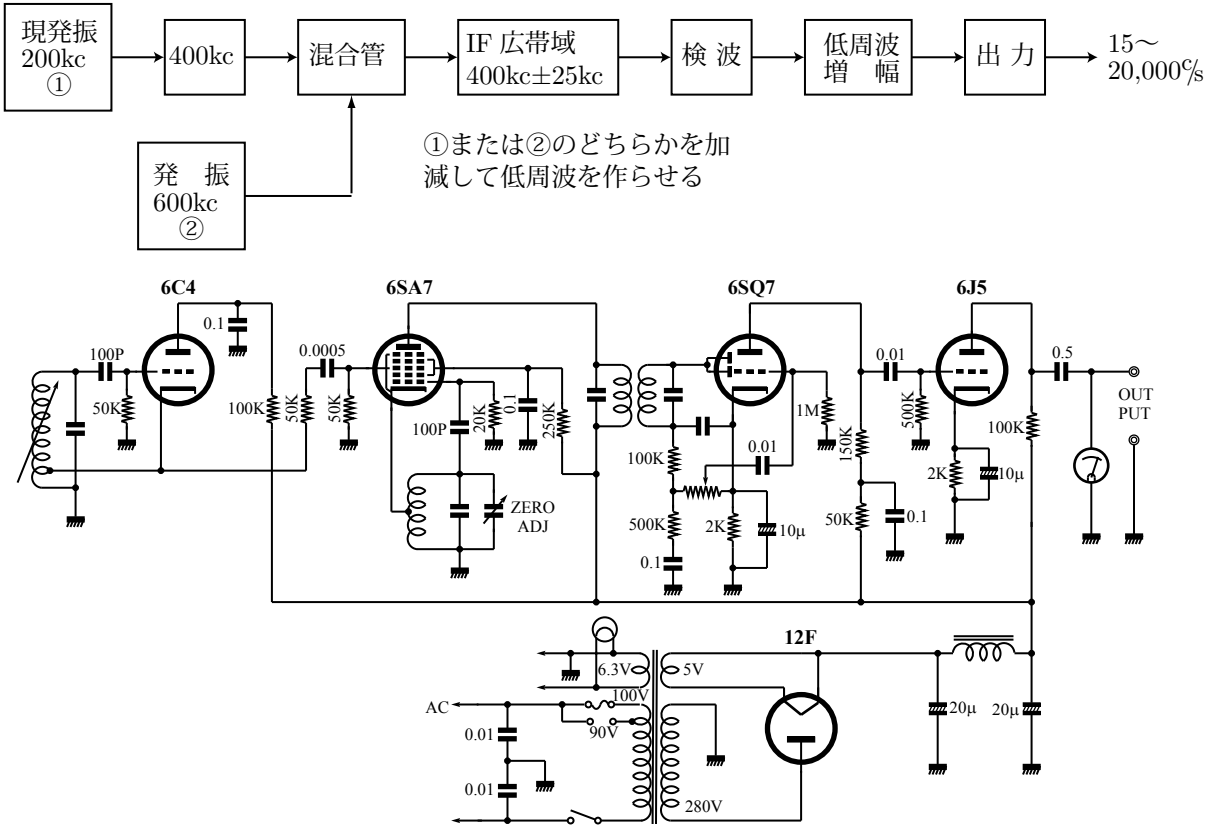 現発振
200kc
①
400kc
混合管
IF 広帯域
400kc±25kc
検 波
低周波
増 幅
出 力
15〜
20,000c/s
発 振
600kc
②
①または②のどちらかを加
減して低周波を作らせる
6C4
6SA7
6SQ7
6J5
0.1
100P
50K
100K
50K
0.0005
50K
100P
20K
0.1
250K
ZERO
ADJ
100K
500K
0.1
0.01
2K
10μ
1M
150K
50K
0.1
0.01
500K
2K
10μ
100K
0.5
OUT
PUT
12F
6.3V
5V
100V
90V
AC
0.01
0.01
280V
20μ
20μ